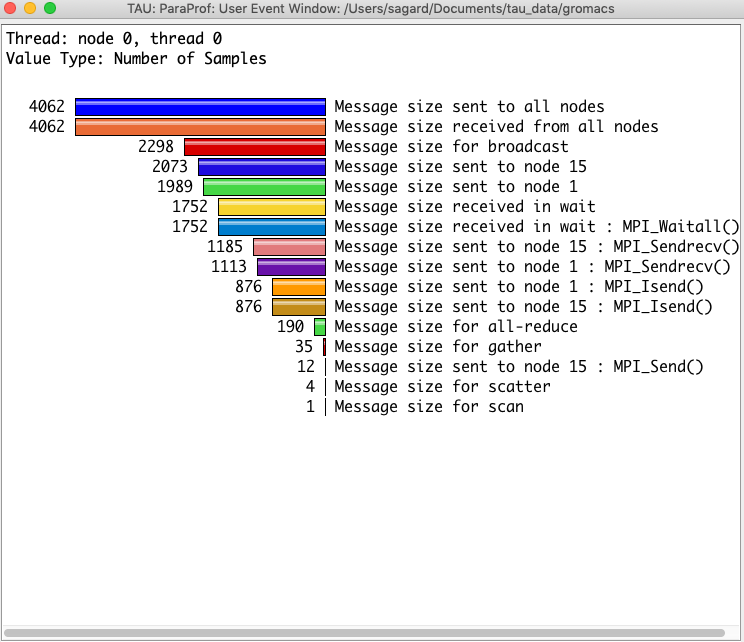 TAU: ParaProf: User Event Window: /Users/sagard/Documents/tau_data/gromacs
Thread: node 0, thread 0
Value Type: Number of Samples
4062 Message size sent to all nodes
4062 Message size received from all nodes
2298 Message size for broadcast
2073 Message size sent to node 15
1989 Message size sent to node 1
1752 Message size received in wait
1752 Message size received in wait : MPI_Waitall()
1185 Message size sent to node 15 : MPI_Sendrecv()
1113 Message size sent to node 1 : MPI_Sendrecv()
876 Message size sent to node 1 : MPI_Isend()
876 Message size sent to node 15 : MPI_Isend()
190 Message size for all-reduce
35 Message size for gather
12 Message size sent to node 15 : MPI_Send()
4 Message size for scatter
1 Message size for scan